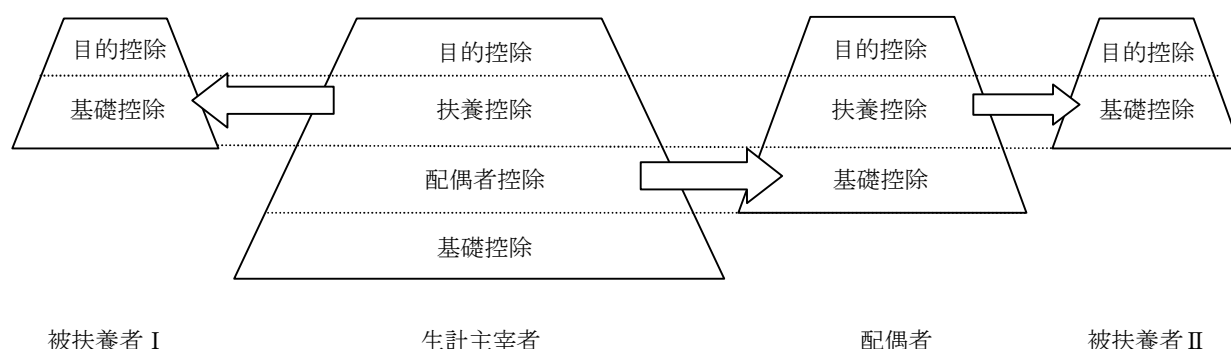 目的控除
基礎控除
目的控除
扶養控除
配偶者控除
基礎控除
目的控除
扶養控除
基礎控除
目的控除
基礎控除
被扶養者Ⅰ
生計主宰者
配偶者
被扶養者Ⅱ